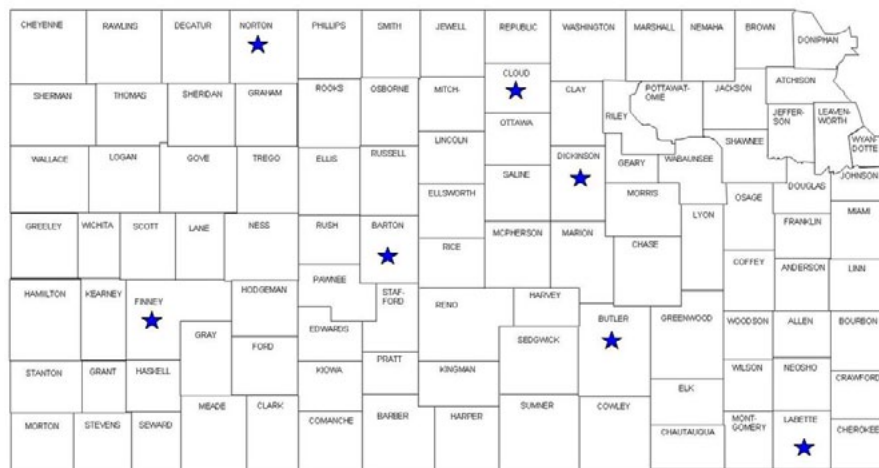 CHEYENNE
RAWLINS
DECATUR
NORTON
PHILLIPS
SMITH
JEWELL
REPUBLIC
WASHINGTON
MARSHALL
NEMAHA
BROWN
DONIPHAN
SHERMAN
THOMAS
SHERIDAN
GRAHAM
ROOKS
OSBORNE
MITCH-
CLOUD
CLAY
RILEY
POTTAWAT-
OMIE
JACKSON
ATCHISON
JEFFER-
SON
LEAVEN-
WORTH
WYAN-
DOTTE
WALLACE
LOGAN
GOVE
TREGO
ELLIS
RUSSELL
LINCOLN
OTTAWA
DICKINSON
GEARY
WABAUNSEE
SHAWNEE
DOUGLAS
JOHNSON
ELLSWORTH
SALINE
MORRIS
OSAGE
GREELEY
WICHITA
SCOTT
LANE
NESS
RUSH
BARTON
RICE
MCPHERSON
MARION
CHASE
LYON
FRANKLIN
MIAMI
HAMILTON
KEARNEY
FINNEY
HODGEMAN
PAWNEE
STAF-
FORD
RENO
HARVEY
COFFEY
ANDERSON
LINN
GRAY
FORD
EDWARDS
PRATT
SEDGWICK
BUTLER
GREENWOOD
WOODSON
ALLEN
BOURBON
STANTON
GRANT
HASKELL
KIOWA
KINGMAN
ELK
WILSON
NEOSHO
CRAWFORD
MORTON
STEVENS
SEWARD
MEADE
CLARK
COMANCHE
BARBER
HARPER
SUMNER
COWLEY
CHAUTAUQUA
MONT-
GOMERY
LABETTE
CHEROKEE